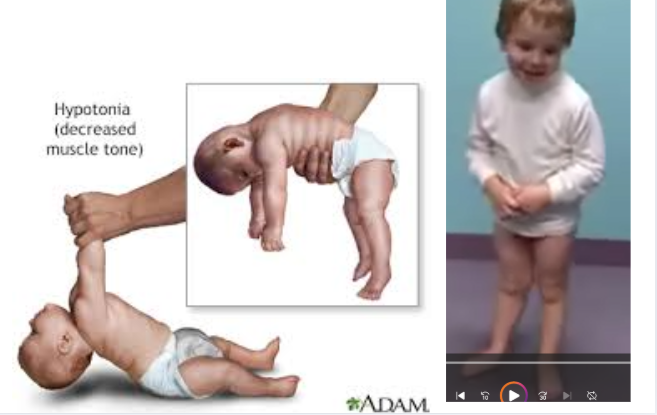 Hypotonia
(decreased
muscle tone)
ADAM.